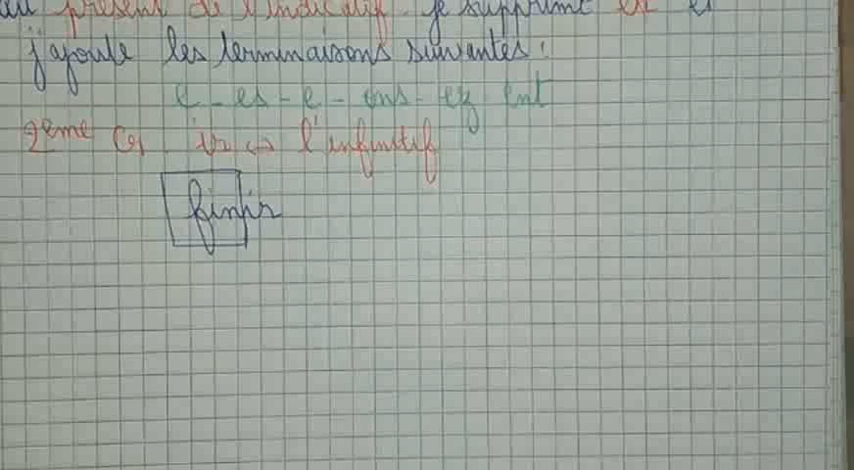 au présent de l'indicatif. je supprime er et
j'ajoute les terminaisons suivantes:
e - es - e - ons - ez ent
2ème Gr. ir ⇔ l'infinitif
finir